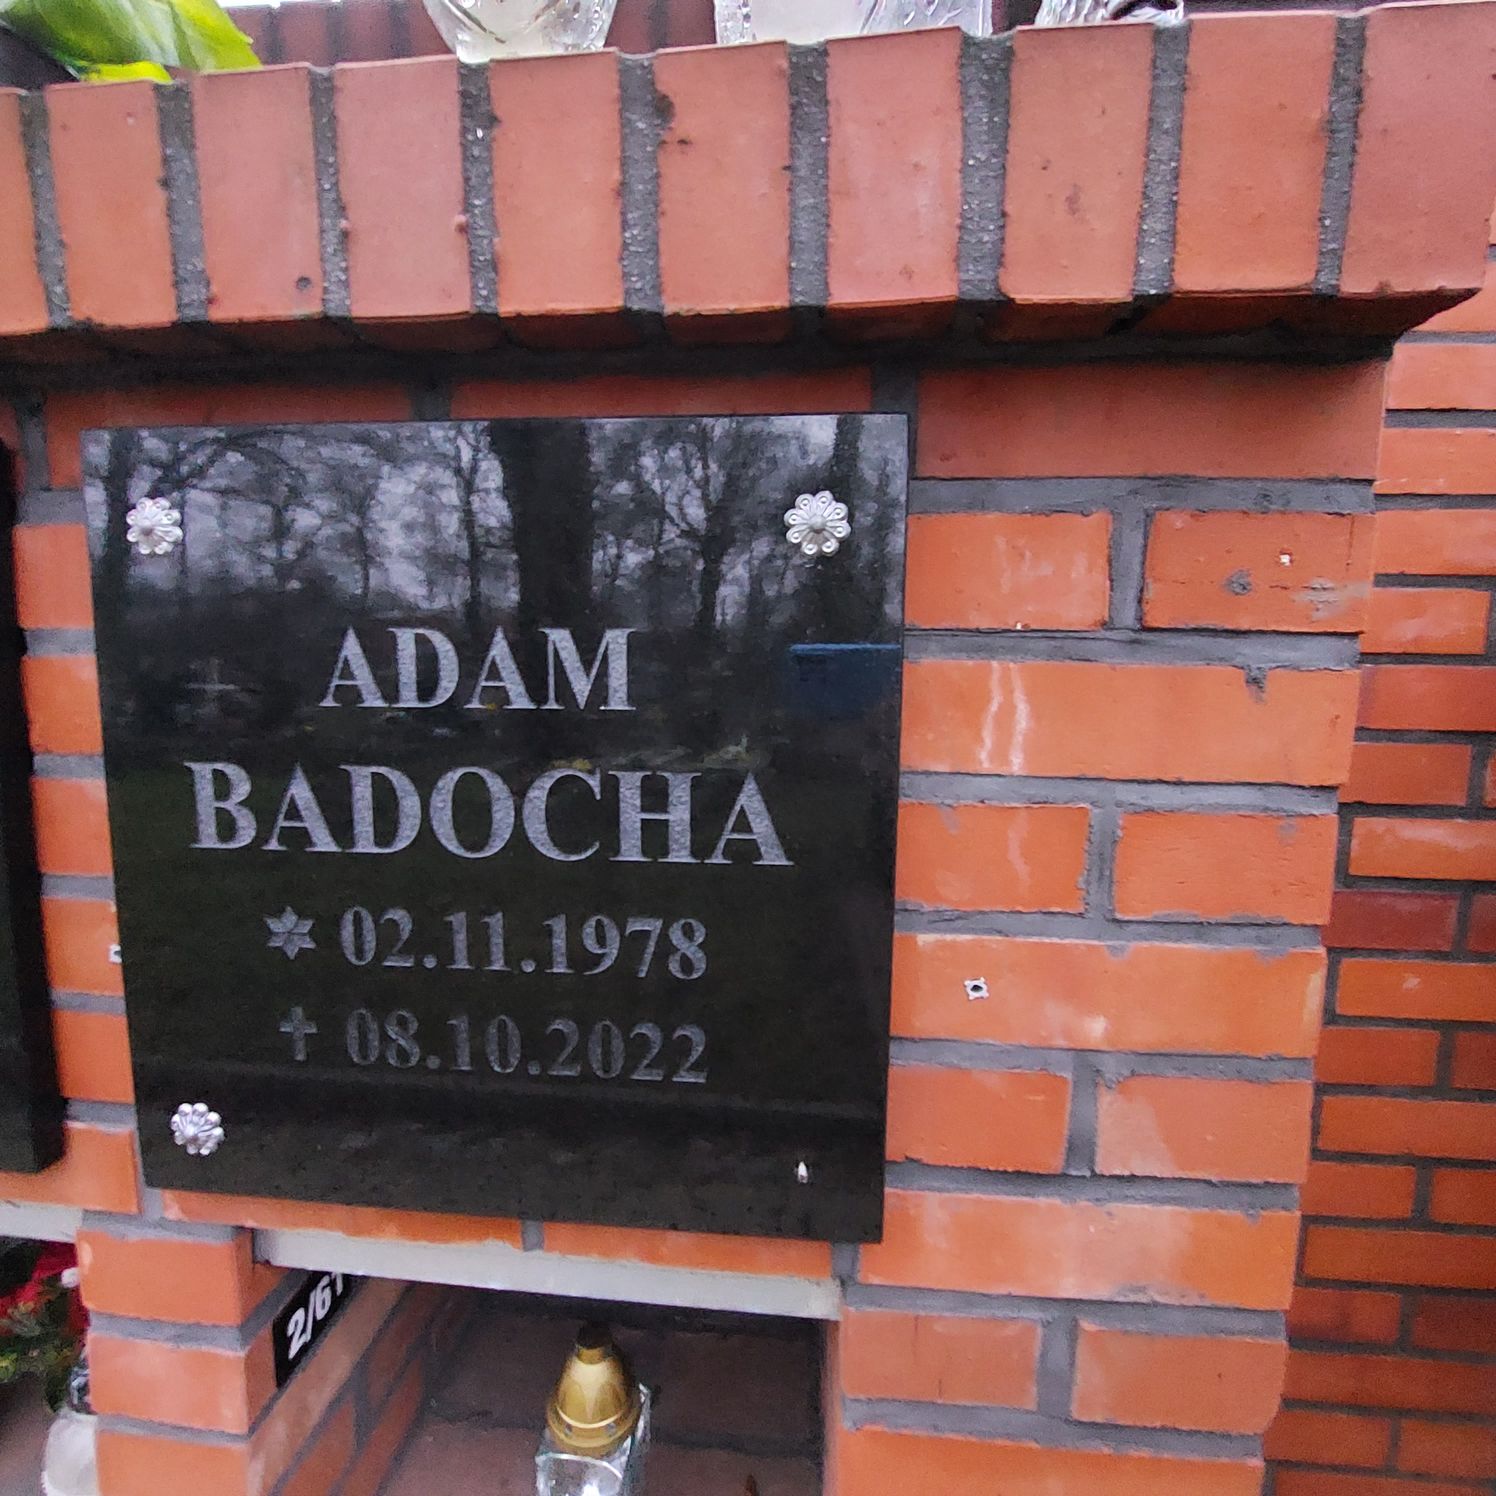 ADAM
BADOCHA
* 02.11.1978
† 08.10.2022
2/61